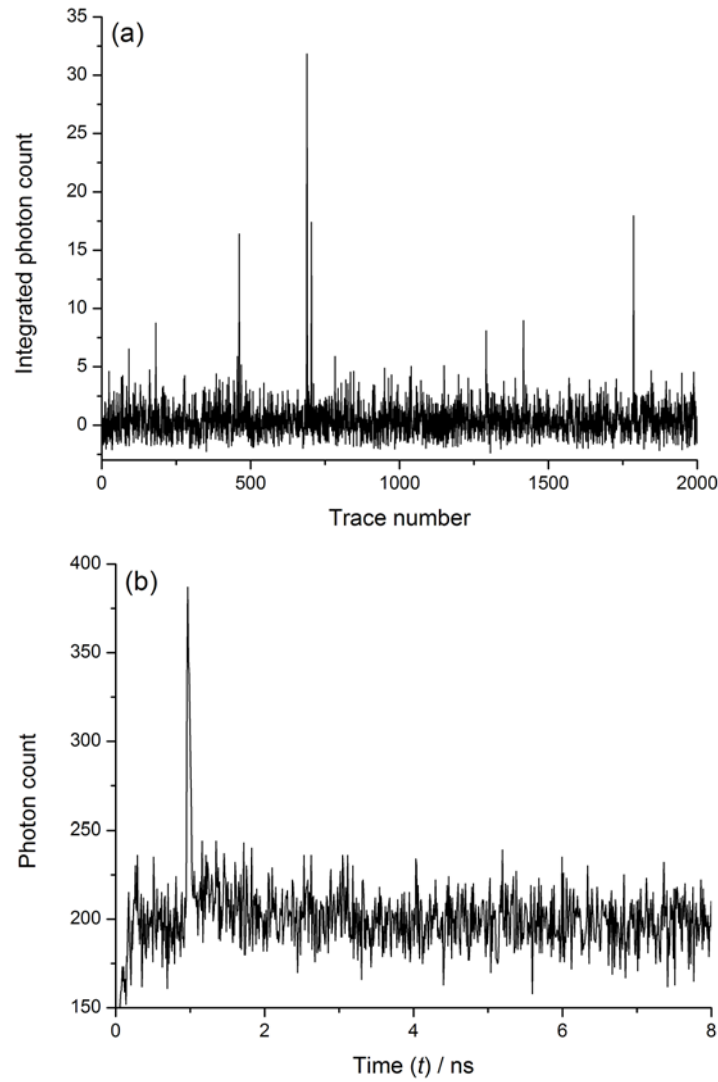 (a)
Integrated photon count
35
30
25
20
15
10
5
0
0 500 1000 1500 2000
Trace number
(b)
Photon count
400
350
300
250
200
150
0 2 4 6 8
Time (t) / ns